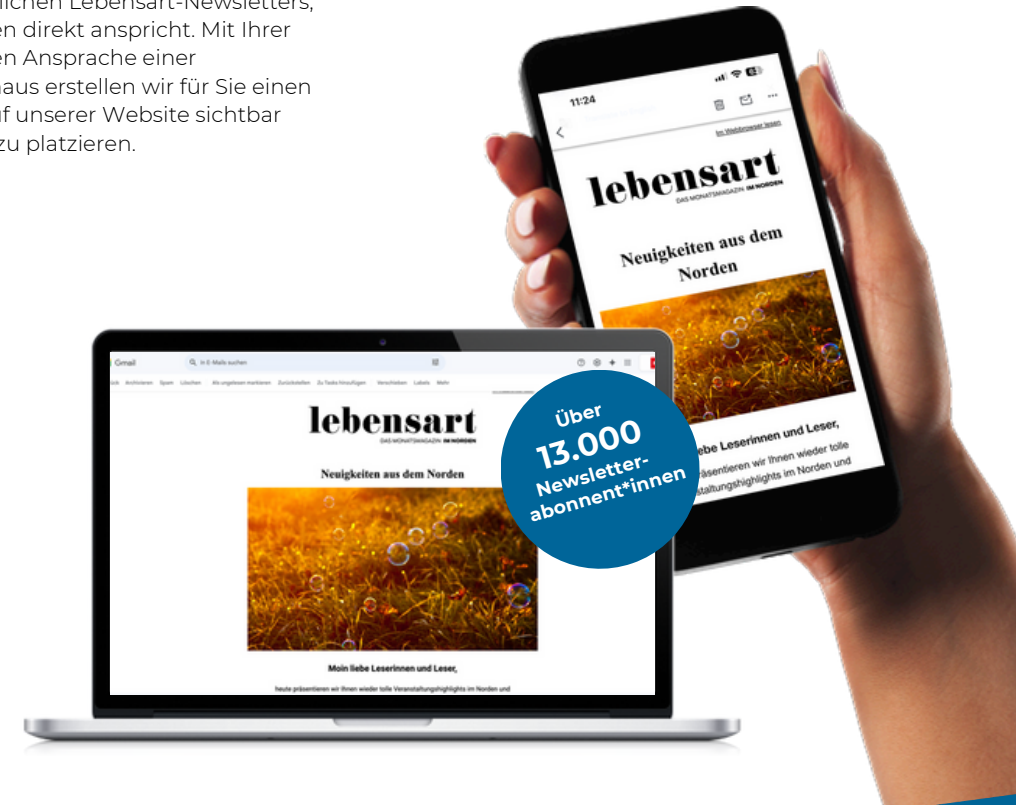 lichen Lebensart-Newsletters,
en direkt anspricht. Mit Ihrer
en Ansprache einer
aus erstellen wir für Sie einen
uf unserer Website sichtbar
zu platzieren.
11:24
Im Webbrowser lesen
lebensart
DAS MONATSMAGAZIN IM NORDEN
Neuigkeiten aus dem
Norden
ebe Leserinnen und Leser,
räsentieren wir Ihnen wieder tolle
staltungshighlights im Norden und
Gmail
In E-Mails suchen
ück Archivieren Spam Löschen Als ungelesen markieren Zurückstellen Zu Tasks hinzufügen Verschieben Labels Mehr
lebensart
DAS MONATSMAGAZIN IM NORDEN
Neuigkeiten aus dem Norden
Moin liebe Leserinnen und Leser,
heute präsentieren wir Ihnen wieder tolle Veranstaltungshighlights im Norden und
Über
13.000
Newsletter-
abonnent*innen